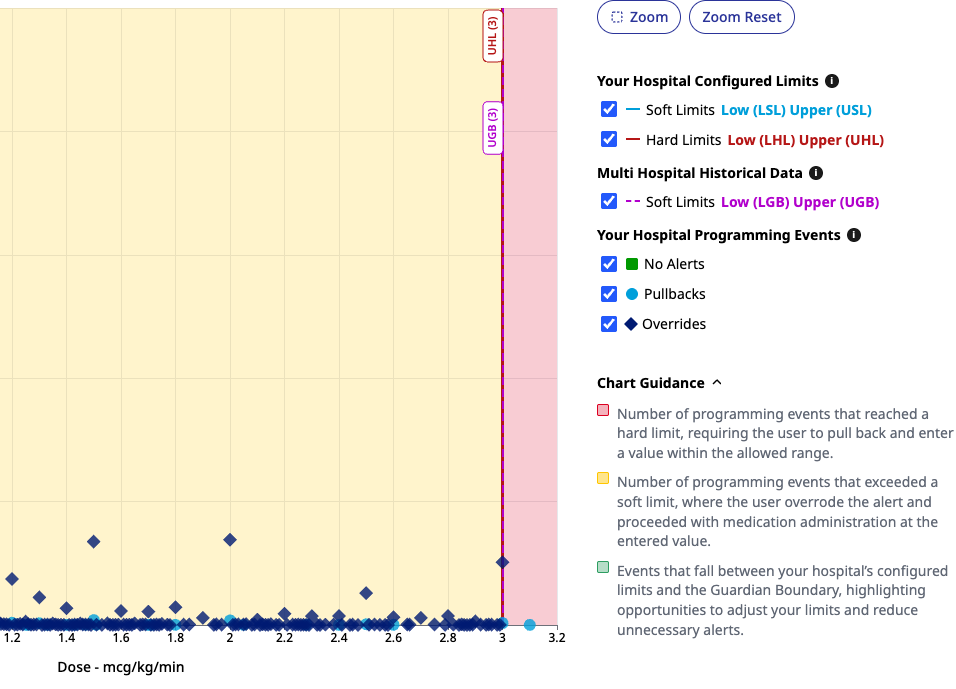 UHL (3)
UGB (3)
1.2 1.4 1.6 1.8 2 2.2 2.4 2.6 2.8 3 3.2
Dose - mcg/kg/min
Zoom Zoom Reset
Your Hospital Configured Limits
Soft Limits Low (LSL) Upper (USL)
Hard Limits Low (LHL) Upper (UHL)
Multi Hospital Historical Data
Soft Limits Low (LGB) Upper (UGB)
Your Hospital Programming Events
No Alerts
Pullbacks
Overrides
Chart Guidance
Number of programming events that reached a
hard limit, requiring the user to pull back and enter
a value within the allowed range.
Number of programming events that exceeded a
soft limit, where the user overrode the alert and
proceeded with medication administration at the
entered value.
Events that fall between your hospital’s configured
limits and the Guardian Boundary, highlighting
opportunities to adjust your limits and reduce
unnecessary alerts.